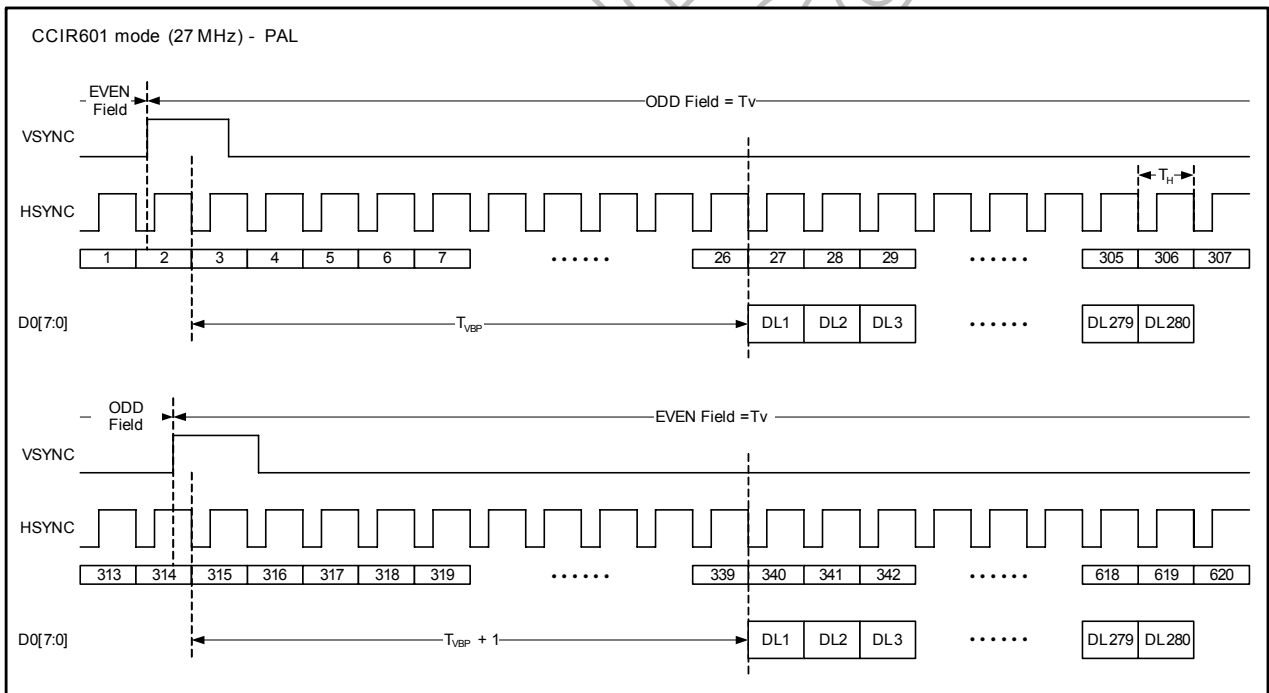 CCIR601 mode (27 MHz) - PAL
EVEN Field
ODD Field = Tv
VSYNC
HSYNC
TH
1 2 3 4 5 6 7 •••••• 26 27 28 29 •••••• 305 306 307
D0[7:0] TVBP DL1 DL2 DL3 •••••• DL279 DL280
ODD Field
EVEN Field =Tv
VSYNC
HSYNC
313 314 315 316 317 318 319 •••••• 339 340 341 342 •••••• 618 619 620
D0[7:0] TVBP + 1 DL1 DL2 DL3 •••••• DL279 DL280